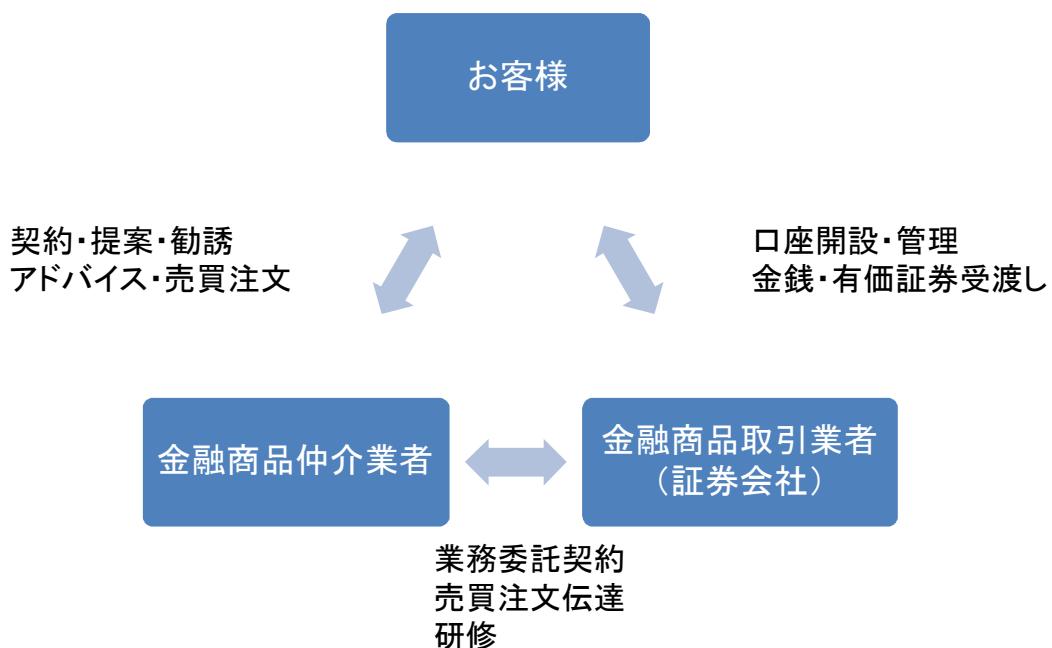 お客様
契約・提案・勧誘
アドバイス・売買注文
口座開設・管理
金銭・有価証券受渡し
金融商品仲介業者
金融商品取引業者
（証券会社）
業務委託契約
売買注文伝達
研修